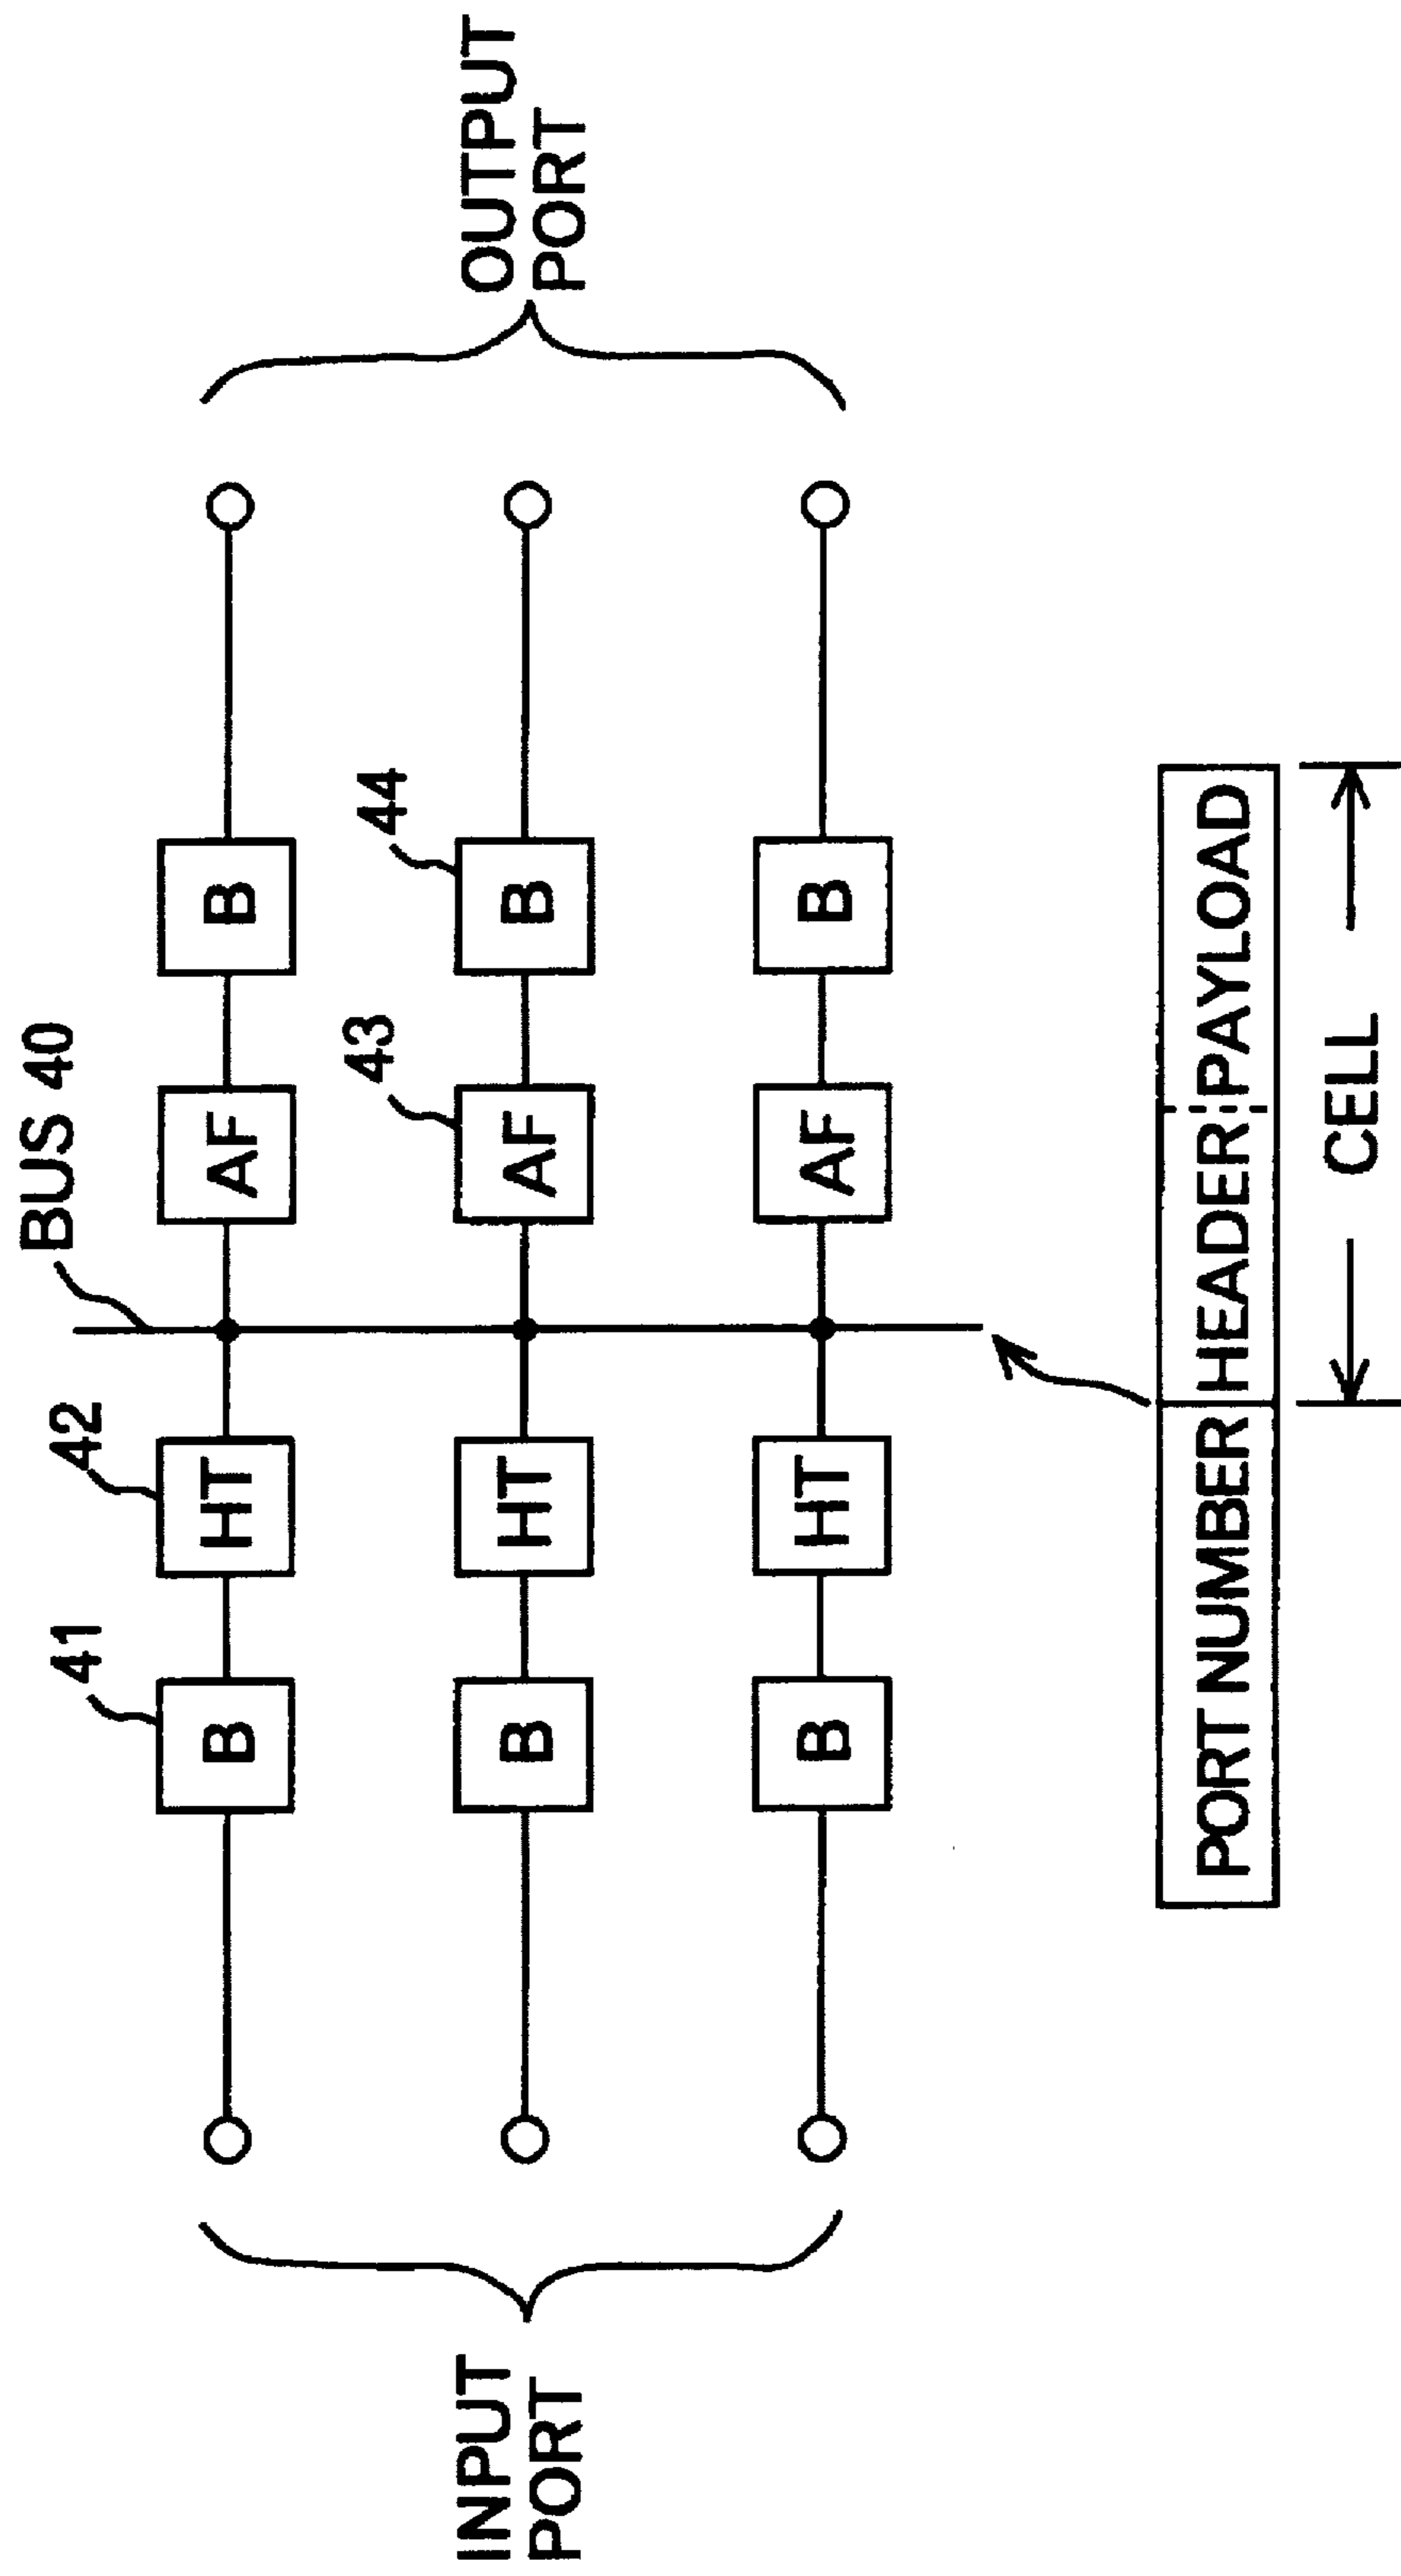 BUS 40
41
42
B
HT
AF
B
43
44
INPUT
PORT
B
HT
AF
B
OUTPUT
PORT
B
HT
AF
B
PORT NUMBER HEADER PAYLOAD
CELL